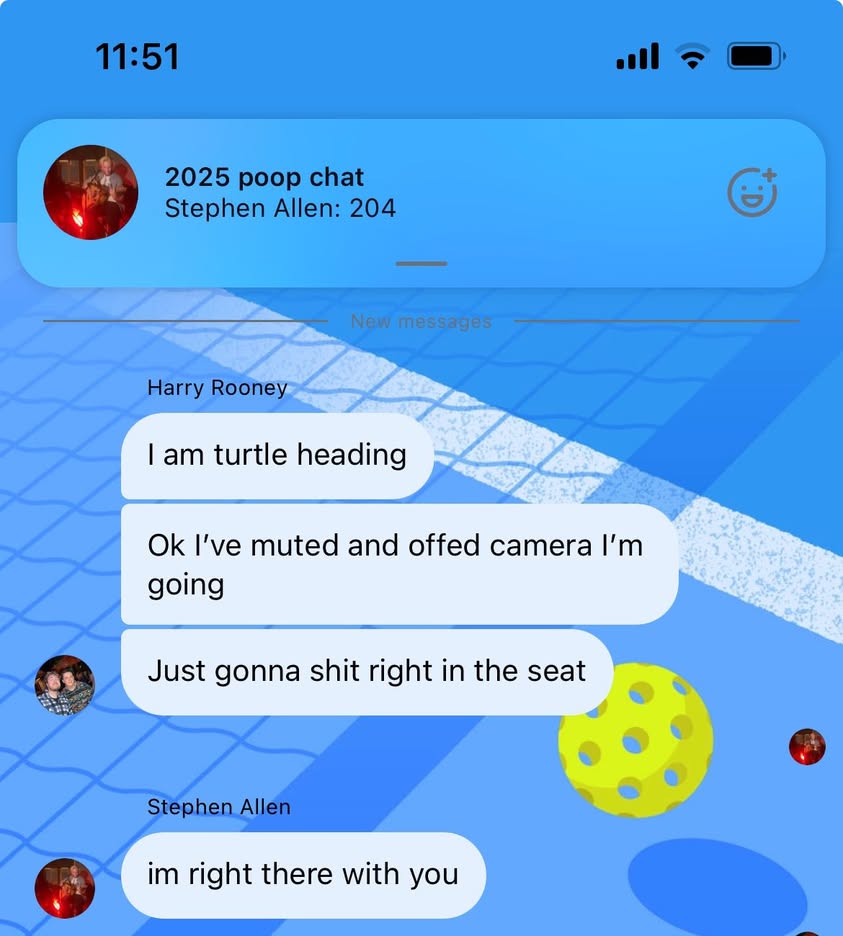 11:51
2025 poop chat
Stephen Allen: 204
New messages
Harry Rooney
I am turtle heading
Ok I’ve muted and offed camera I’m
going
Just gonna shit right in the seat
Stephen Allen
im right there with you